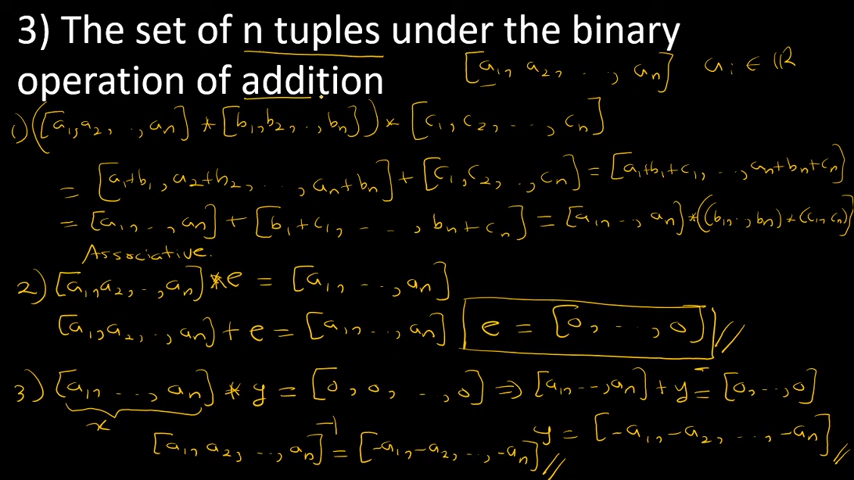 3) The set of n tuples under the binary
operation of addition
[a₁, a₂, ..., aₙ] aᵢ ∈ ℝ
1) ([a₁,a₂, .., aₙ] * [b₁,b₂, .., bₙ]) * [c₁, c₂, ..., cₙ]
= [a₁+b₁, a₂+b₂, ..., aₙ+bₙ] + [c₁, c₂, .., cₙ] = [a₁+b₁+c₁, ..., aₙ+bₙ+cₙ]
= [a₁, ..., aₙ] + [b₁+c₁, ... .., bₙ+cₙ] = [a₁, .., aₙ] * ((b₁, .., bₙ) * (c₁, cₙ))
Associative.
2) [a₁,a₂, .., aₙ] * e = [a₁, ..., aₙ]
[a₁, a₂, .., aₙ] + e = [a₁, ..., aₙ] e = [0, ..., 0] //
3) [a₁, ..., aₙ] * y = [0, 0, .., 0] ⇒ [a₁, .., aₙ] + y = [0, .., 0]
x
[a₁, a₂, ..., aₙ]⁻¹ = [-a₁, -a₂, .., -aₙ] // y = [-a₁, -a₂, ..., -aₙ] //